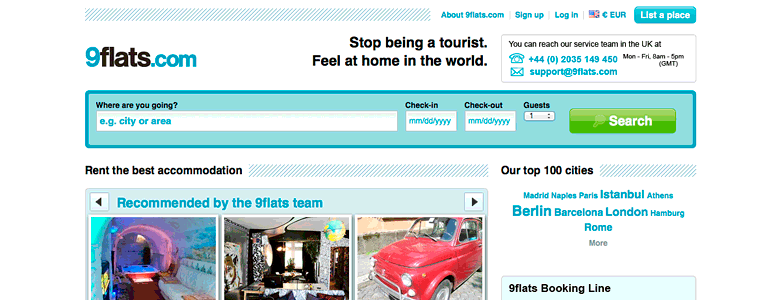 About 9flats.com Sign up Log in € EUR List a place
9flats.com
Stop being a tourist.
Feel at home in the world.
You can reach our service team in the UK at
+44 (0) 2035 149 450 Mon - Fri, 8am - 5pm
(GMT)
support@9flats.com
Where are you going? Check-in Check-out Guests
e.g. city or area mm/dd/yyyy mm/dd/yyyy 1 Search
Rent the best accommodation
Recommended by the 9flats team
Our top 100 cities
Madrid Naples Paris Istanbul Athens
Berlin Barcelona London Hamburg
Rome
More
9flats Booking Line